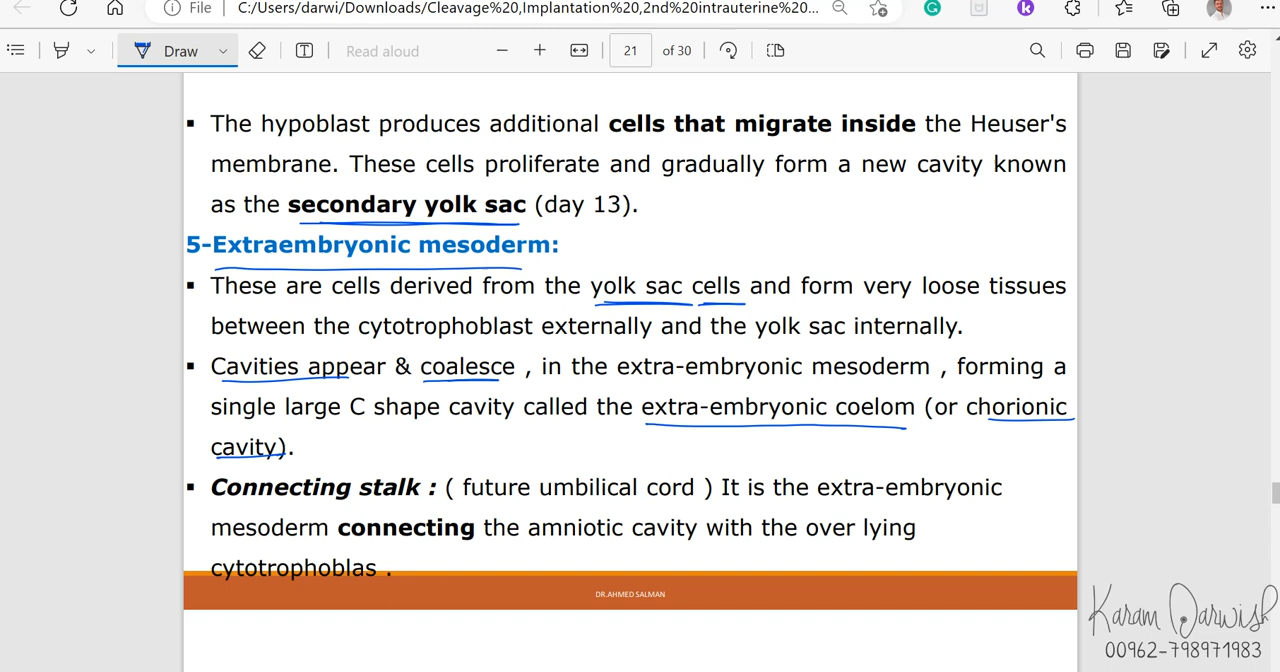 File
C:/Users/darwi/Downloads/Cleavage%20,Implantation%20,2nd%20intrauterine%20...
Draw
Read aloud
21
of 30
▪ The hypoblast produces additional cells that migrate inside the Heuser's
membrane. These cells proliferate and gradually form a new cavity known
as the secondary yolk sac (day 13).
5-Extraembryonic mesoderm:
▪ These are cells derived from the yolk sac cells and form very loose tissues
between the cytotrophoblast externally and the yolk sac internally.
▪ Cavities appear & coalesce , in the extra-embryonic mesoderm , forming a
single large C shape cavity called the extra-embryonic coelom (or chorionic
cavity).
▪ Connecting stalk : ( future umbilical cord ) It is the extra-embryonic
mesoderm connecting the amniotic cavity with the over lying
cytotrophoblas .
DR.AHMED SALMAN
Karam Darwish
00962-798971983